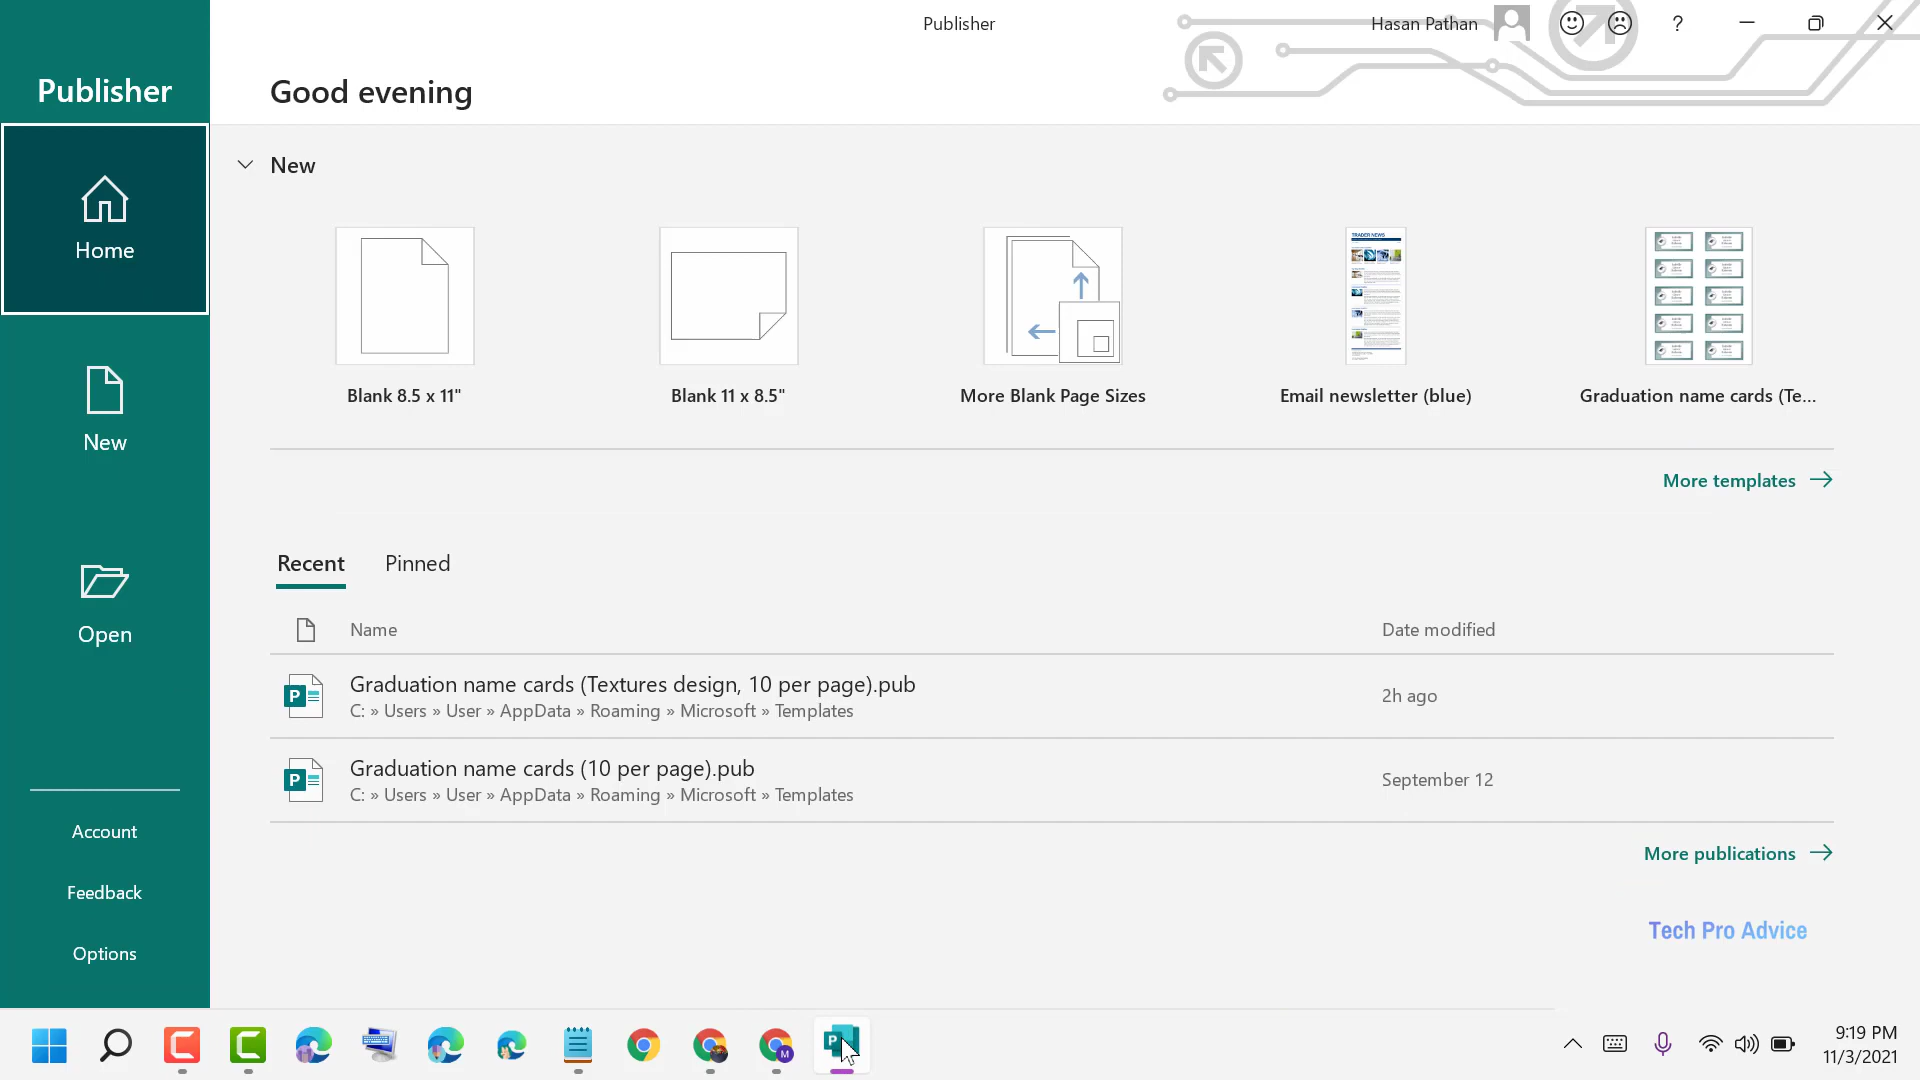 Publisher
Hasan Pathan
?
Publisher
Good evening
Home
New
Open
Account
Feedback
Options
New
TRADER NEWS
Blank 8.5 x 11"
Blank 11 x 8.5"
More Blank Page Sizes
Email newsletter (blue)
Graduation name cards (Te...
More templates
Recent
Pinned
Name
Date modified
P
Graduation name cards (Textures design, 10 per page).pub
C: » Users » User » AppData » Roaming » Microsoft » Templates
2h ago
P
Graduation name cards (10 per page).pub
C: » Users » User » AppData » Roaming » Microsoft » Templates
September 12
More publications
Tech Pro Advice
M
P
9:19 PM
11/3/2021